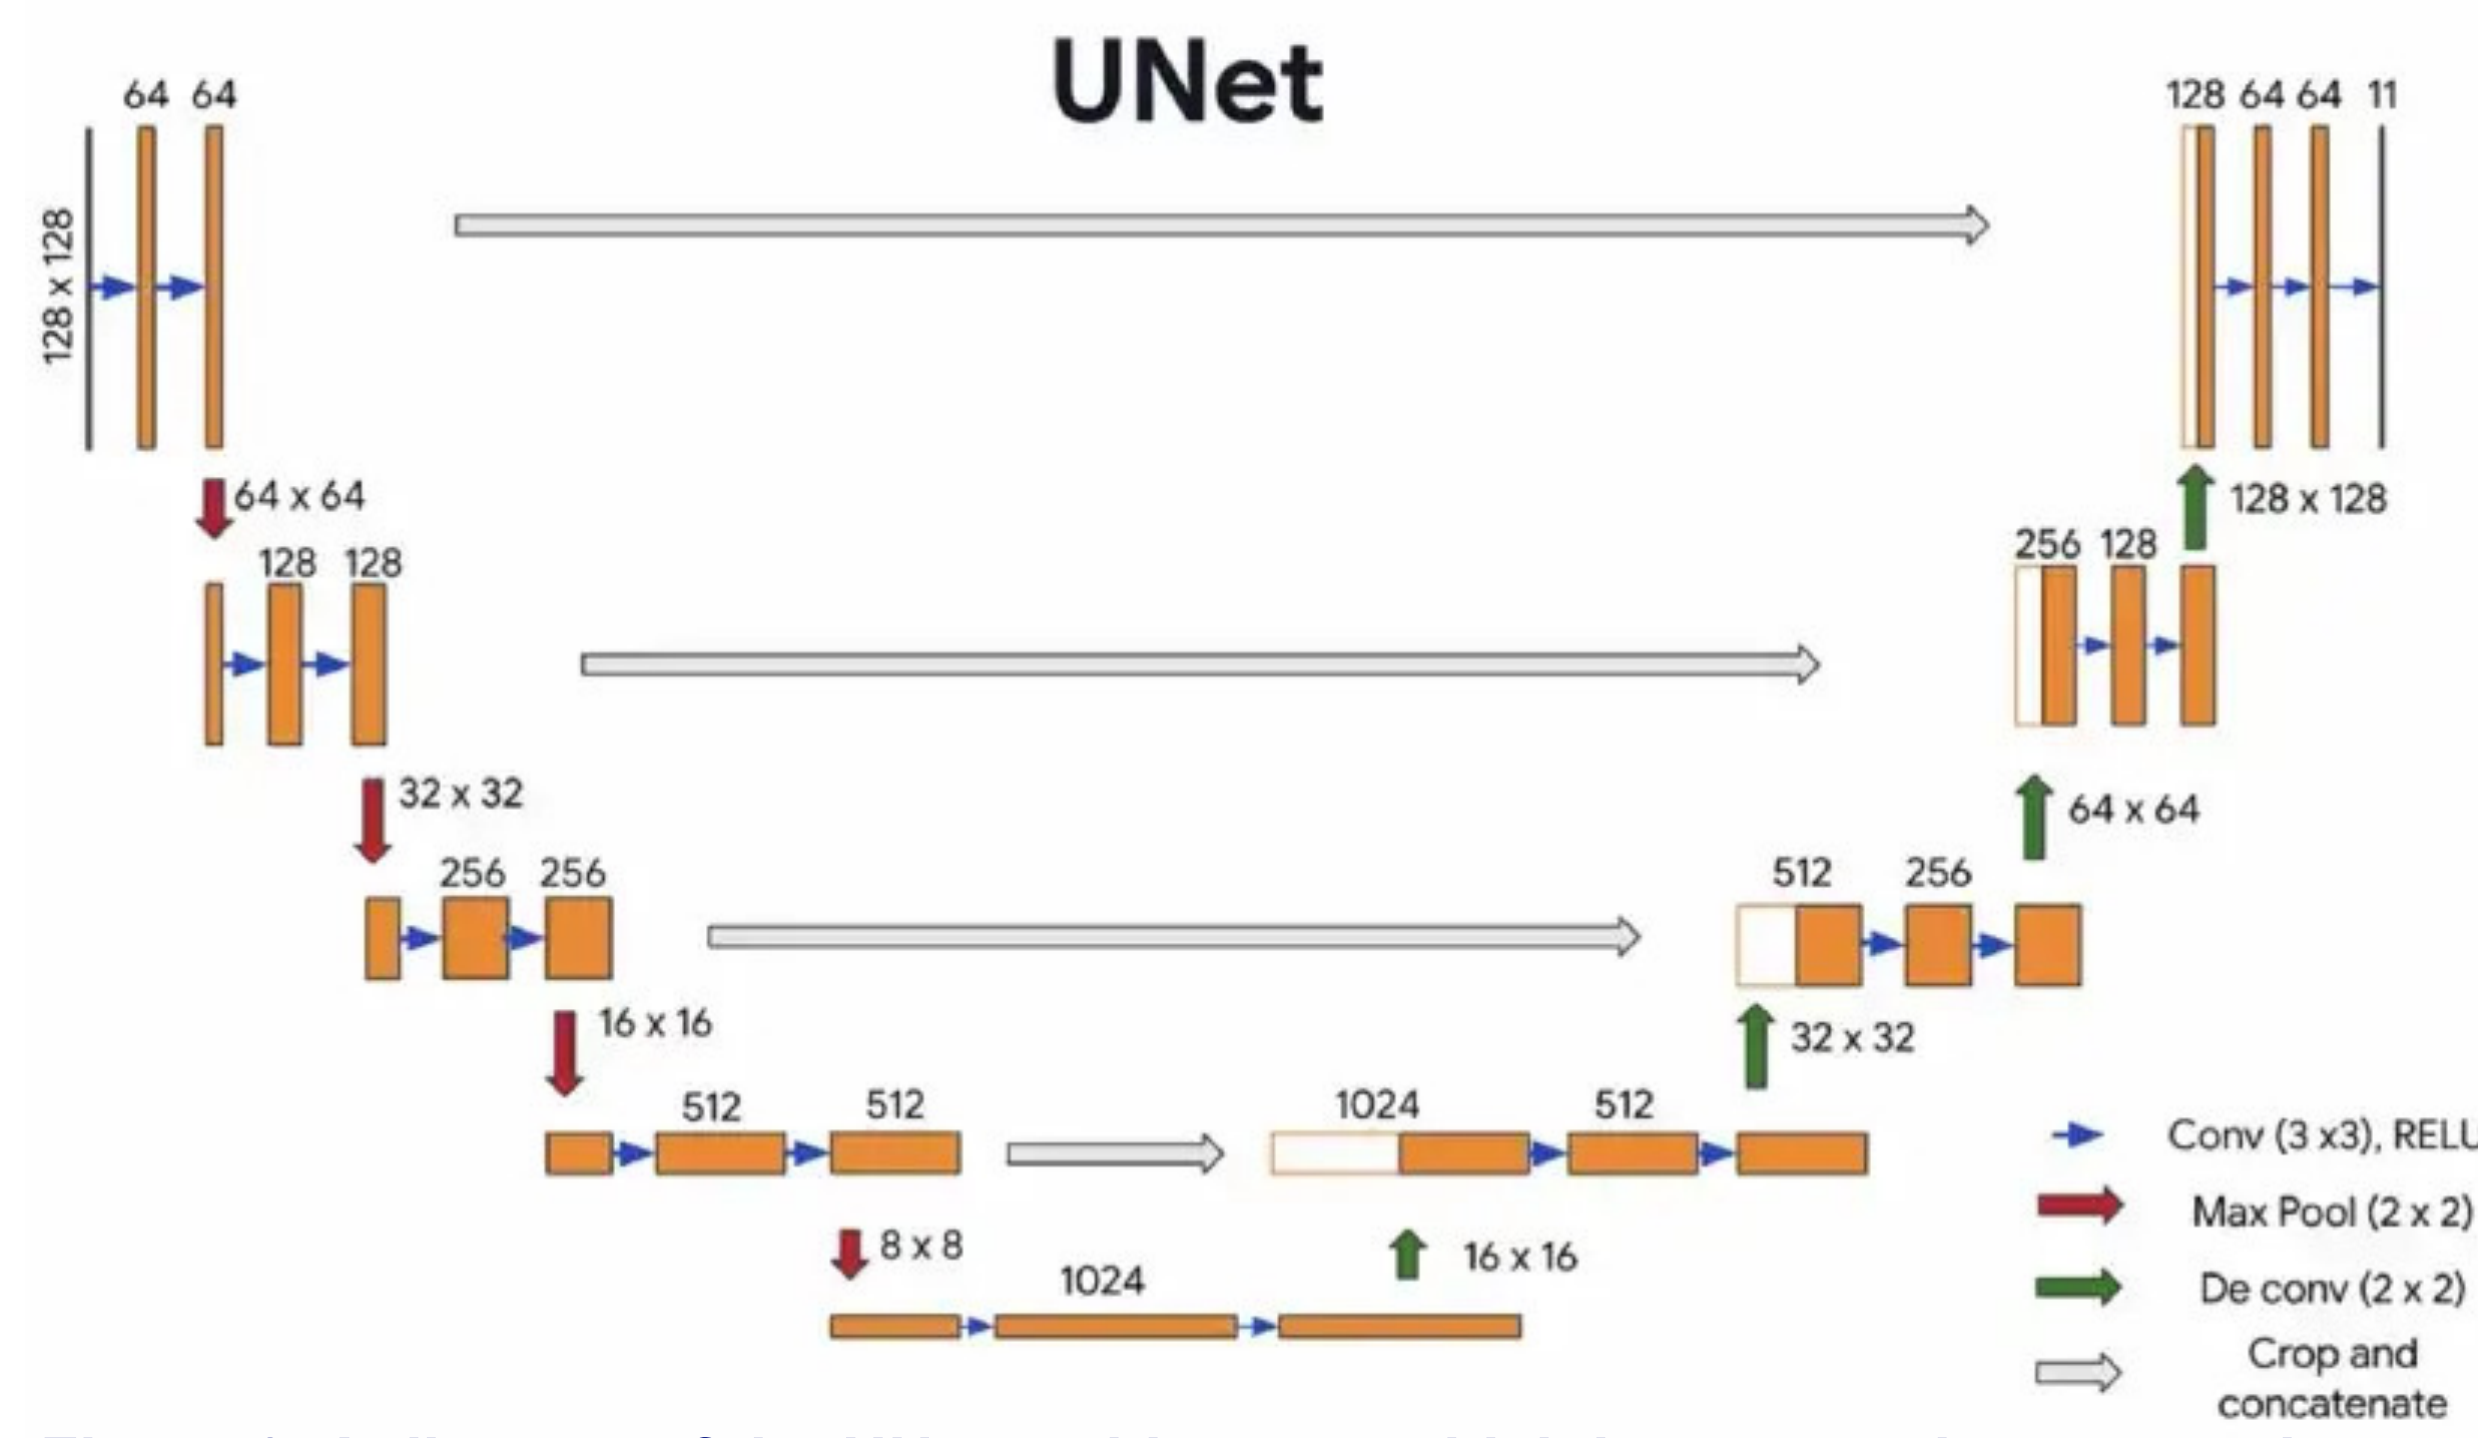 UNet
64 64
128 64 64 11
128 x 128
64 x 64
128 x 128
128 128
256 128
32 x 32
64 x 64
256 256
512 256
16 x 16
32 x 32
512 512
1024 512
8 x 8
16 x 16
1024
Conv (3 x3), RELU
Max Pool (2 x 2)
De conv (2 x 2)
Crop and
concatenate